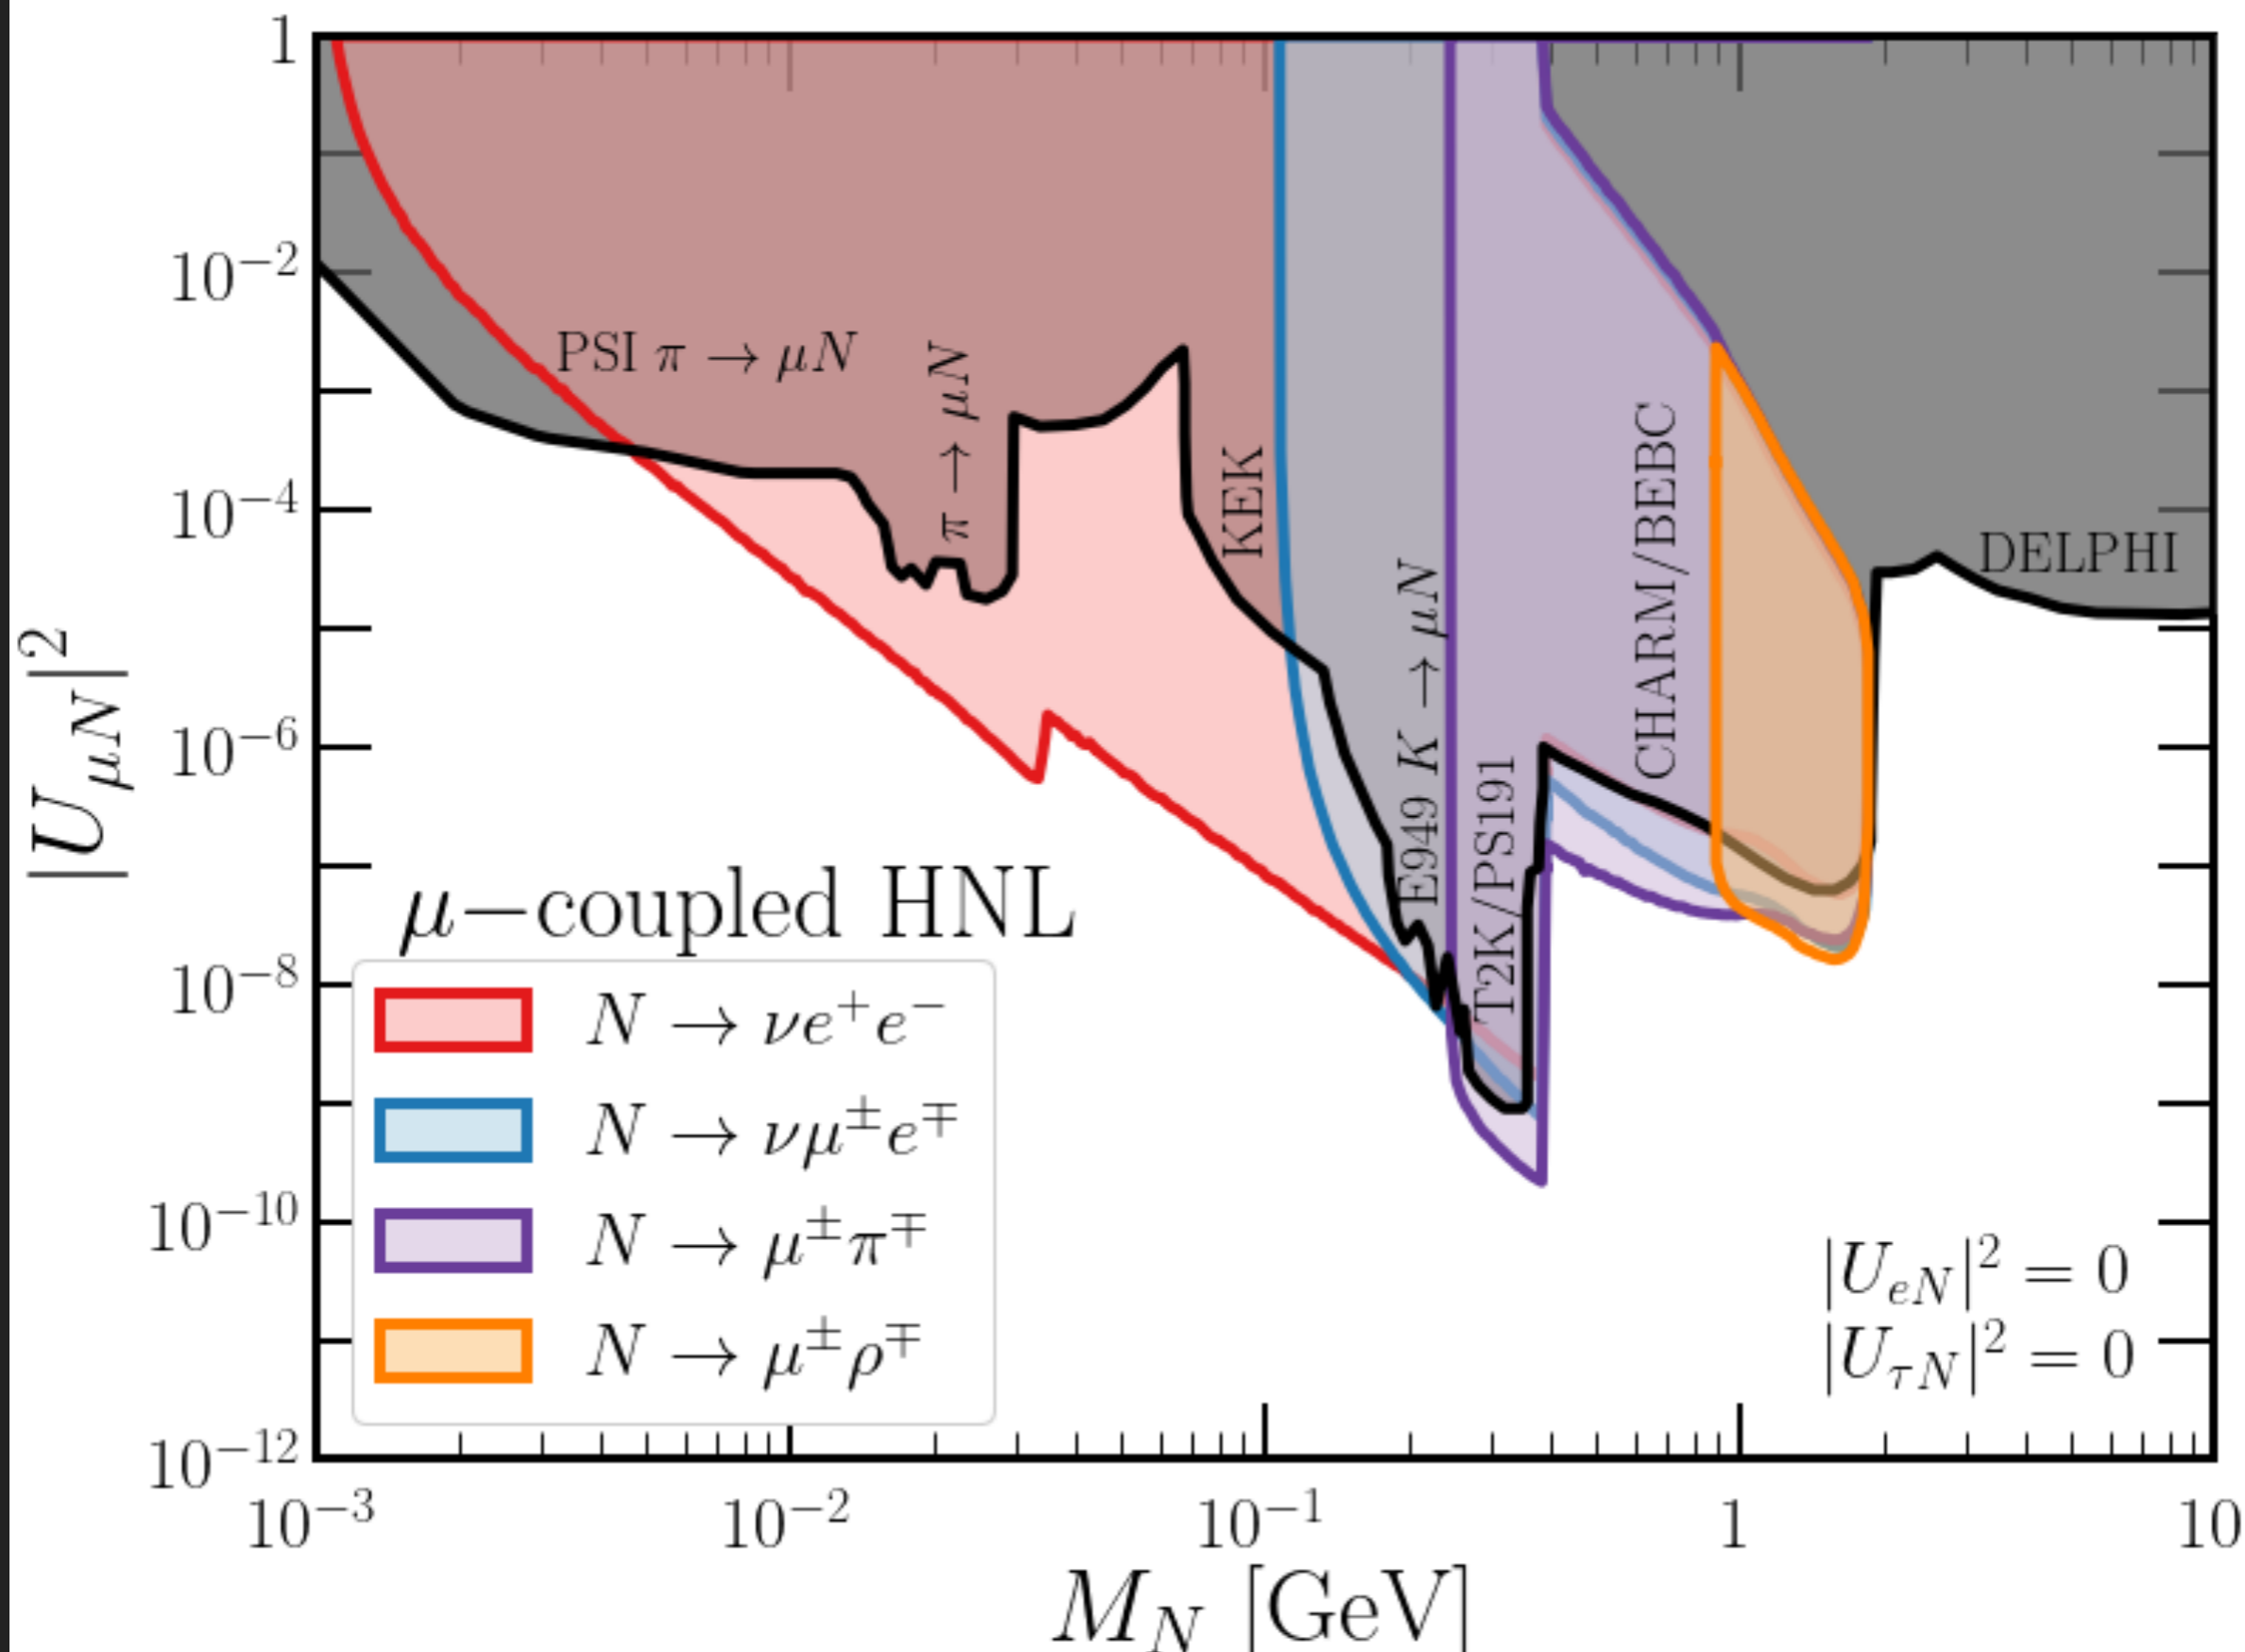 1
10⁻²
10⁻⁴
10⁻⁶
10⁻⁸
10⁻¹⁰
10⁻¹²
|U_{μN}|²
PSI π → μN
π → μN
KEK
E949 K → μN
T2K/PS191
CHARM/BEBC
DELPHI
μ−coupled HNL
N → νe⁺e⁻
N → νμ^±e^∓
N → μ^±π^∓
N → μ^±ρ^∓
|U_{eN}|² = 0
|U_{τN}|² = 0
10⁻³ 10⁻² 10⁻¹ 1 10
M_N [GeV]